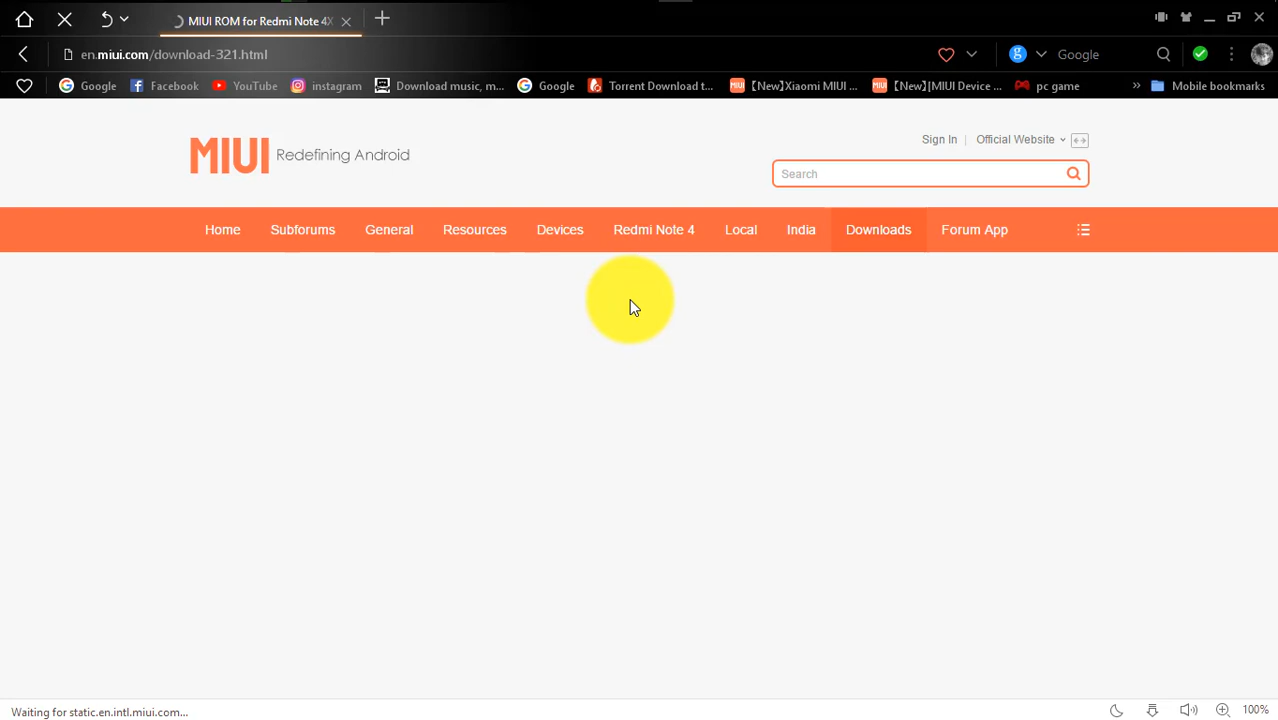 MIUI ROM for Redmi Note 4X
en.miui.com/download-321.html
Google
Google Facebook YouTube instagram Download music, m... Google Torrent Download t... 【New】Xiaomi MIUI ... 【New】|MIUI Device ... pc game » Mobile bookmarks
MIUI Redefining Android
Sign In | Official Website
Search
Home Subforums General Resources Devices Redmi Note 4 Local India Downloads Forum App
Waiting for static.en.intl.miui.com...
100%